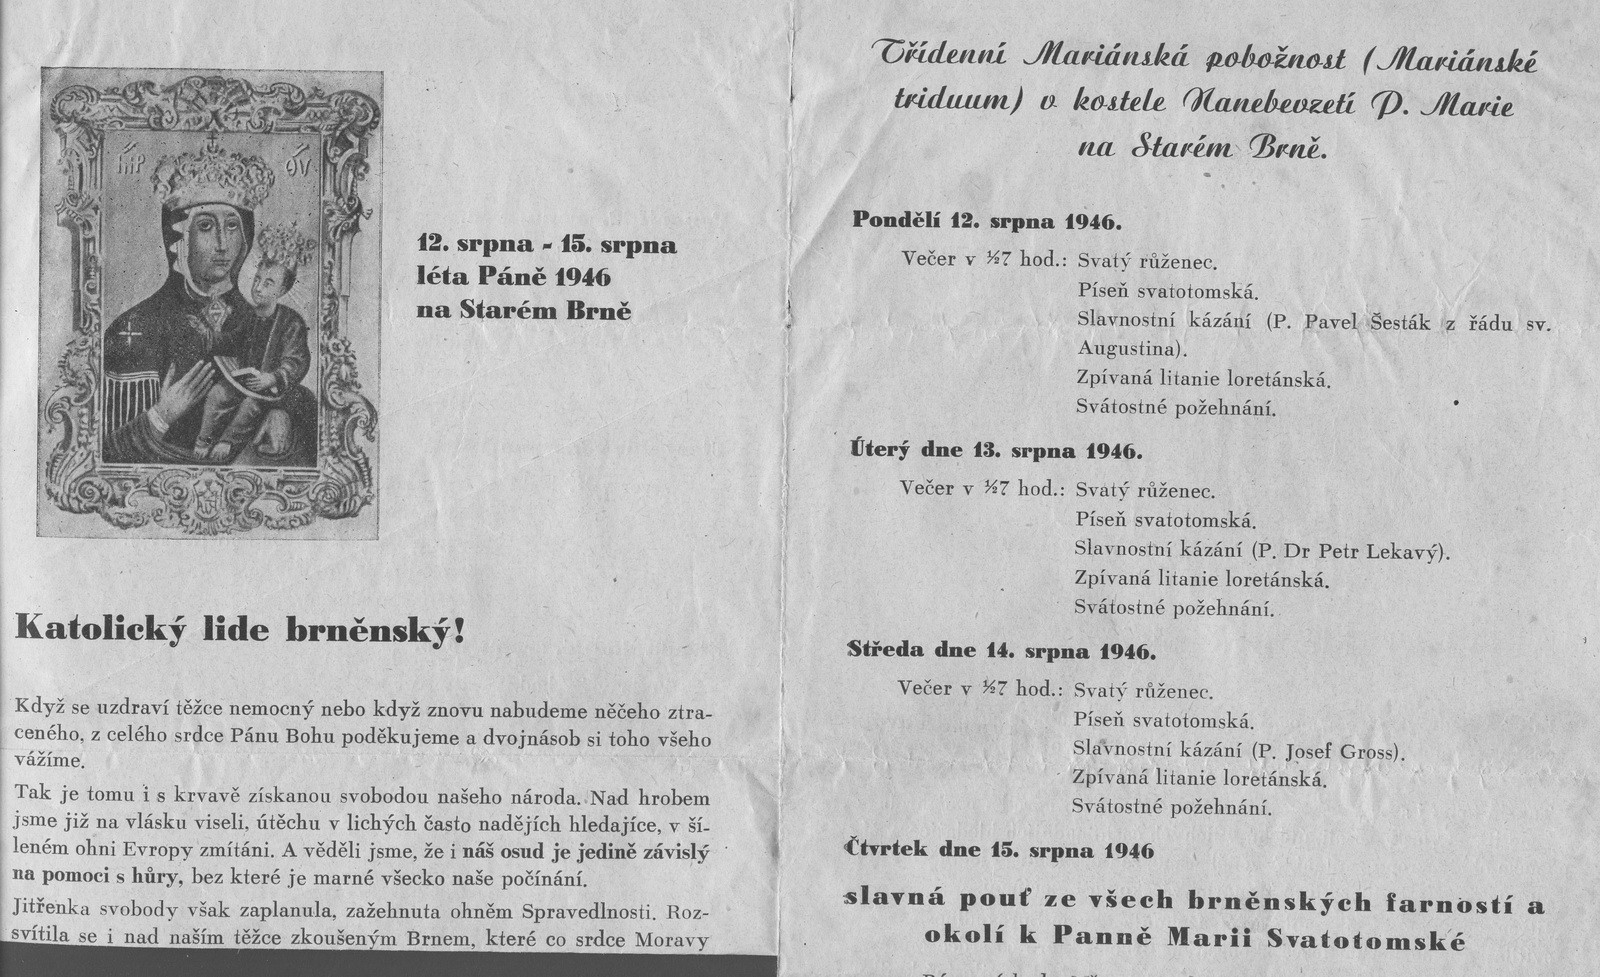 12. srpna - 15. srpna
léta Páně 1946
na Starém Brně
Katolický lide brněnský!
Když se uzdraví těžce nemocný nebo když znovu nabudeme něčeho ztra-
ceného, z celého srdce Pánu Bohu poděkujeme a dvojnásob si toho všeho
vážíme.
Tak je tomu i s krvavě získanou svobodou našeho národa. Nad hrobem
jsme již na vlásku viseli, útěchu v lichých často nadějích hledajíce, v ší-
leném ohni Evropy zmítáni. A věděli jsme, že i náš osud je jedině závislý
na pomoci s hůry, bez které je marné všecko naše počínání.
Jitřenka svobody však zaplanula, zažehnuta ohněm Spravedlnosti. Roz-
svítila se i nad naším těžce zkoušeným Brnem, které co srdce Moravy
Třídenní Mariánská pobožnost (Mariánské
triduum) v kostele Nanebevzetí P. Marie
na Starém Brně.
Pondělí 12. srpna 1946.
Večer v ½7 hod.: Svatý růženec.
Píseň svatotomská.
Slavnostní kázání (P. Pavel Šesták z řádu sv.
Augustina).
Zpívaná litanie loretánská.
Svátostné požehnání.
Úterý dne 13. srpna 1946.
Večer v ½7 hod.: Svatý růženec.
Píseň svatotomská.
Slavnostní kázání (P. Dr Petr Lekavý).
Zpívaná litanie loretánská.
Svátostné požehnání.
Středa dne 14. srpna 1946.
Večer v ½7 hod.: Svatý růženec.
Píseň svatotomská.
Slavnostní kázání (P. Josef Gross).
Zpívaná litanie loretánská.
Svátostné požehnání.
Čtvrtek dne 15. srpna 1946
slavná pouť ze všech brněnských farností a
okolí k Panně Marii Svatotomské